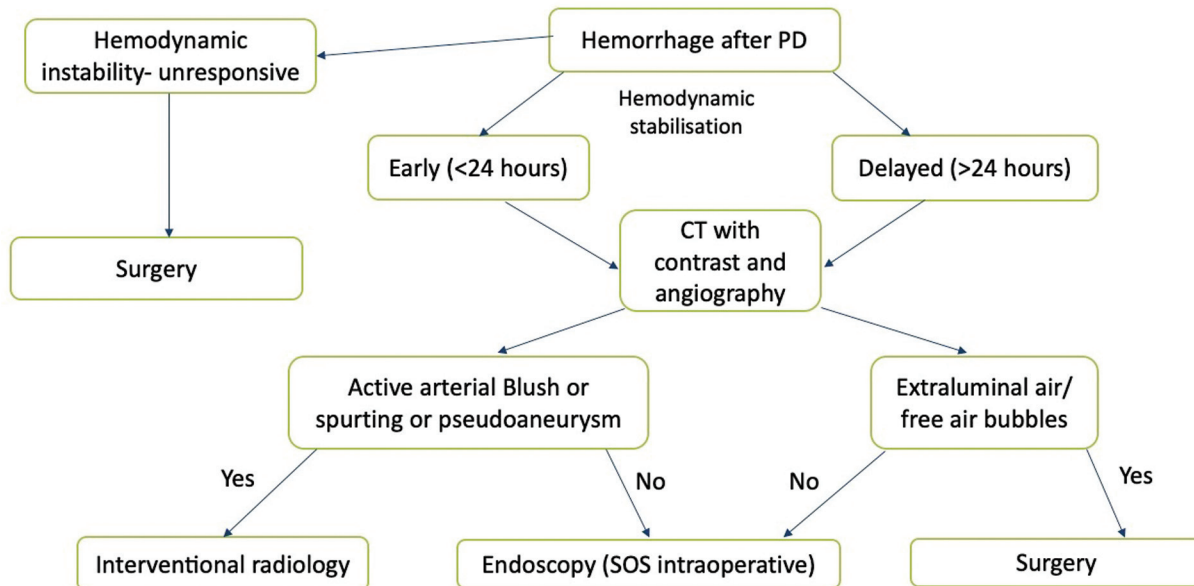 Hemorrhage after PD
Hemodynamic
instability- unresponsive
Hemodynamic
stabilisation
Early (<24 hours)
Delayed (>24 hours)
Surgery
CT with
contrast and
angiography
Active arterial Blush or
spurting or pseudoaneurysm
Extraluminal air/
free air bubbles
Yes
No
No
Yes
Interventional radiology
Endoscopy (SOS intraoperative)
Surgery